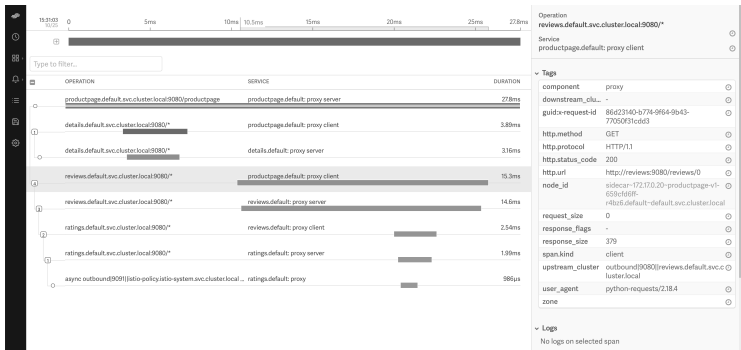 15:31:03
10/25
0
5ms
10ms
10.5ms
15ms
20ms
25ms
27.8ms
Type to filter...
OPERATION SERVICE DURATION
productpage.default.svc.cluster.local:9080/productpage productpage.default: proxy server 27.8ms
1
details.default.svc.cluster.local:9080/* productpage.default: proxy client 3.89ms
details.default.svc.cluster.local:9080/* details.default: proxy server 3.16ms
4
reviews.default.svc.cluster.local:9080/* productpage.default: proxy client 15.3ms
3
reviews.default.svc.cluster.local:9080/* reviews.default: proxy server 14.6ms
2
ratings.default.svc.cluster.local:9080/* reviews.default: proxy client 2.54ms
1
ratings.default.svc.cluster.local:9080/* ratings.default: proxy server 1.99ms
async outbound|9091||istio-policy.istio-system.svc.cluster.local ... ratings.default: proxy 986μs
Operation
reviews.default.svc.cluster.local:9080/*
Service
productpage.default: proxy client
Tags
component proxy
downstream_clu... -
guid:x-request-id 86d23140-b774-9f64-9b43-
77050f31cdd3
http.method GET
http.protocol HTTP/1.1
http.status_code 200
http.url http://reviews:9080/reviews/0
node_id sidecar~172.17.0.20~productpage-v1-
659cfd6ff-
r4bz6.default~default.svc.cluster.local
request_size 0
response_flags -
response_size 379
span.kind client
upstream_cluster outbound|9080||reviews.default.svc.c
luster.local
user_agent python-requests/2.18.4
zone
Logs
No logs on selected span